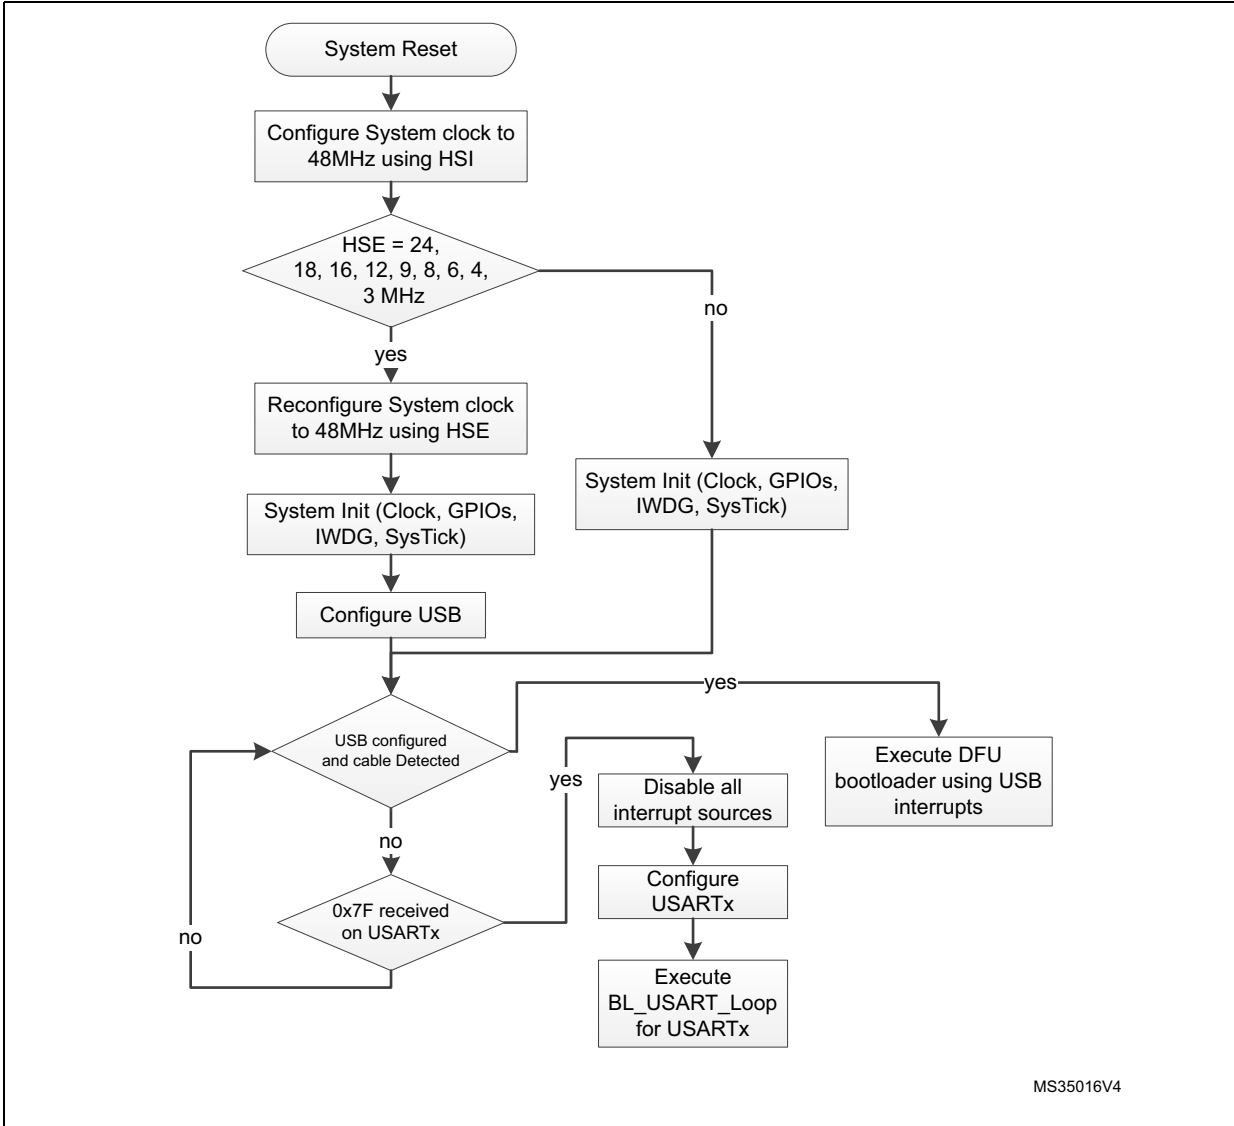 System Reset
Configure System clock to
48MHz using HSI
HSE = 24,
18, 16, 12, 9, 8, 6, 4,
3 MHz
no
yes
Reconfigure System clock
to 48MHz using HSE
System Init (Clock, GPIOs,
IWDG, SysTick)
System Init (Clock, GPIOs,
IWDG, SysTick)
Configure USB
yes
USB configured
and cable Detected
Execute DFU
bootloader using USB
interrupts
yes
Disable all
interrupt sources
no
Configure
USARTx
0x7F received
on USARTx
no
Execute
BL_USART_Loop
for USARTx
MS35016V4